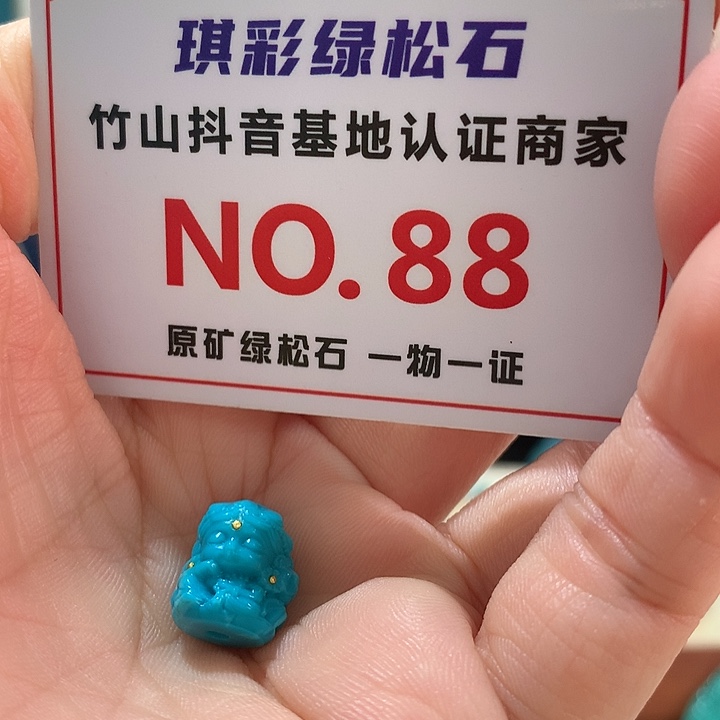 琪彩绿松石
竹山抖音基地认证商家
NO.88
原矿绿松石 一物一证